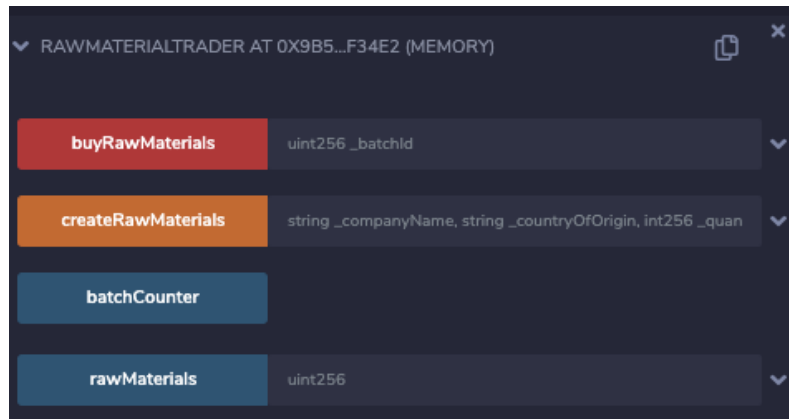 RAWMATERIALTRADER AT 0X9B5...F34E2 (MEMORY)
buyRawMaterials uint256 _batchId
createRawMaterials string _companyName, string _countryOfOrigin, int256 _quan
batchCounter
rawMaterials uint256